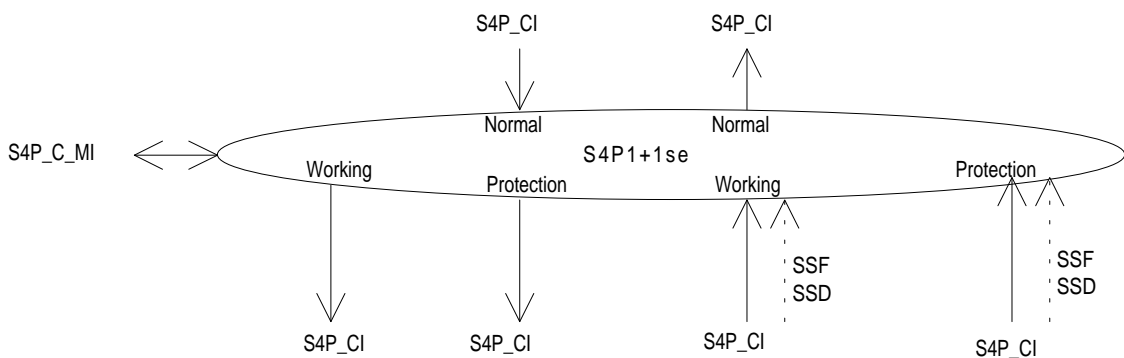 S4P_CI
S4P_CI
Normal
Normal
S4P_C_MI
S4P1+1se
Working
Protection
Working
Protection
SSF
SSD
SSF
SSD
S4P_CI
S4P_CI
S4P_CI
S4P_CI